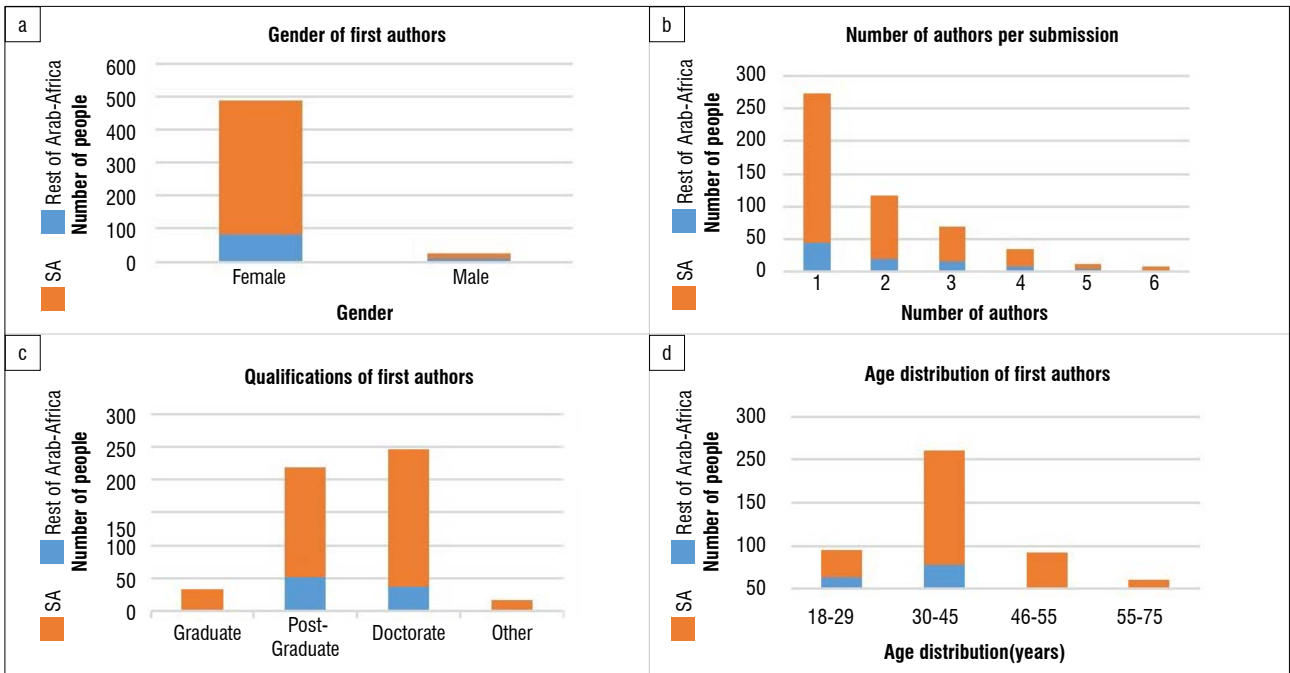 a
Gender of first authors
Rest of Arab-Africa
SA
Number of people
600
500
400
300
200
100
0
Female
Male
Gender
b
Number of authors per submission
Rest of Arab-Africa
SA
Number of people
300
250
200
150
100
50
0
1
2
3
4
5
6
Number of authors
c
Qualifications of first authors
Rest of Arab-Africa
SA
Number of people
300
250
200
150
100
50
0
Graduate
Post-
Graduate
Doctorate
Other
d
Age distribution of first authors
Rest of Arab-Africa
SA
Number of people
300
250
150
100
50
18-29
30-45
46-55
55-75
Age distribution(years)